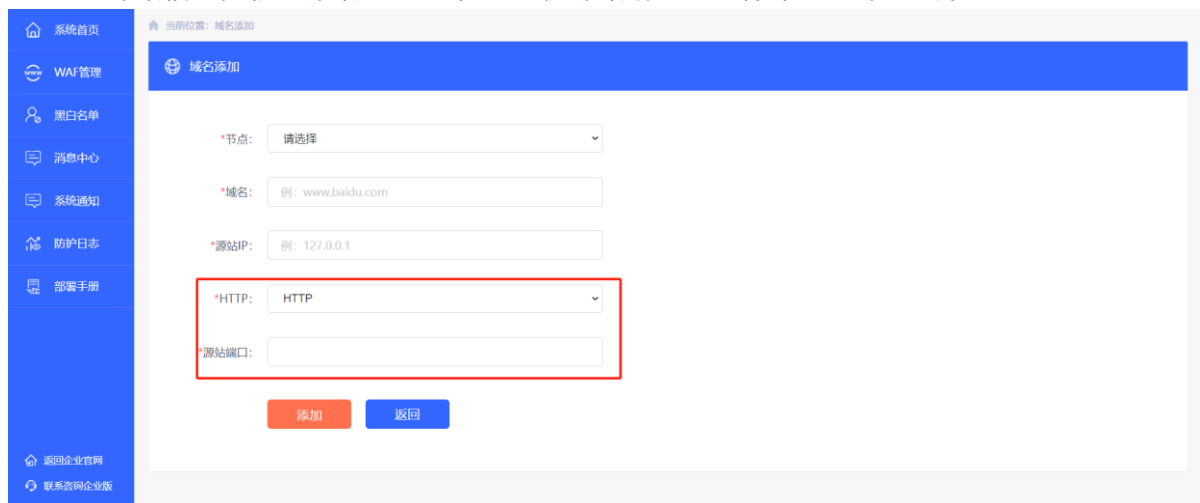 系统首页
WAF管理
黑白名单
消息中心
系统通知
防护日志
部署手册
返回企业官网
联系咨询企业版
当前位置：域名添加
域名添加
*节点： 请选择
*域名： 例：www.baidu.com
*源站IP： 例：127.0.0.1
*HTTP： HTTP
*源站端口：
添加 返回